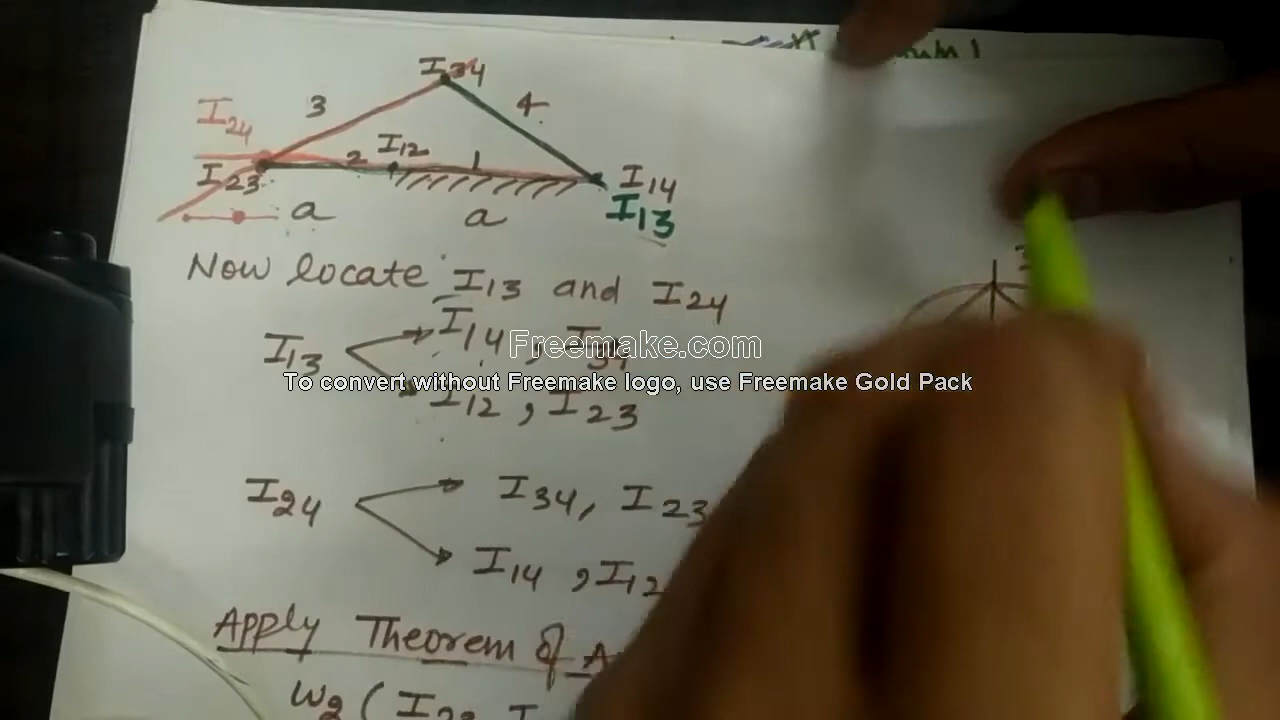 I34
3
4
I24
I12
2
1
I23
I14
I13
a
a
Now locate I13 and I24
I13
I14, I34
I12, I23
Freemake.com
To convert without Freemake logo, use Freemake Gold Pack
I24
I34, I23
I14, I12
Apply Theorem of A